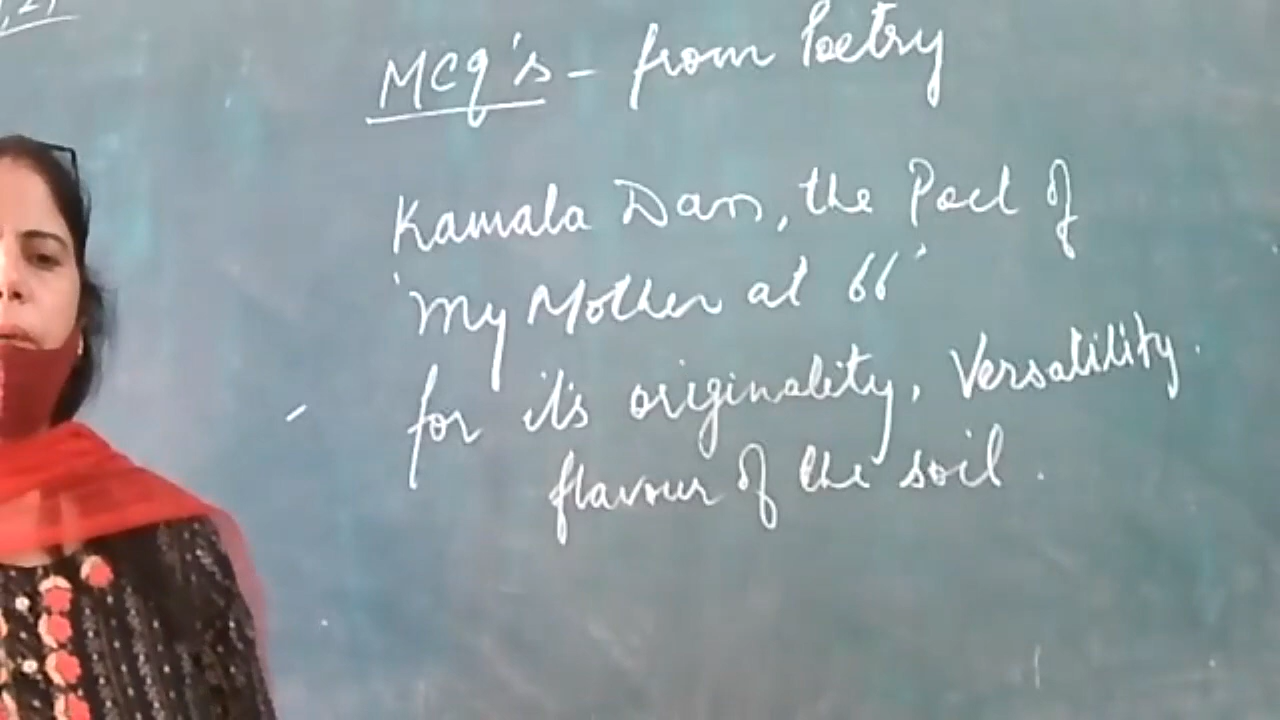 MCQ's - from Poetry
Kamala Das, the Poet of
'My Mother at 66'
for it's originality, Versatility.
flavour of the soil.